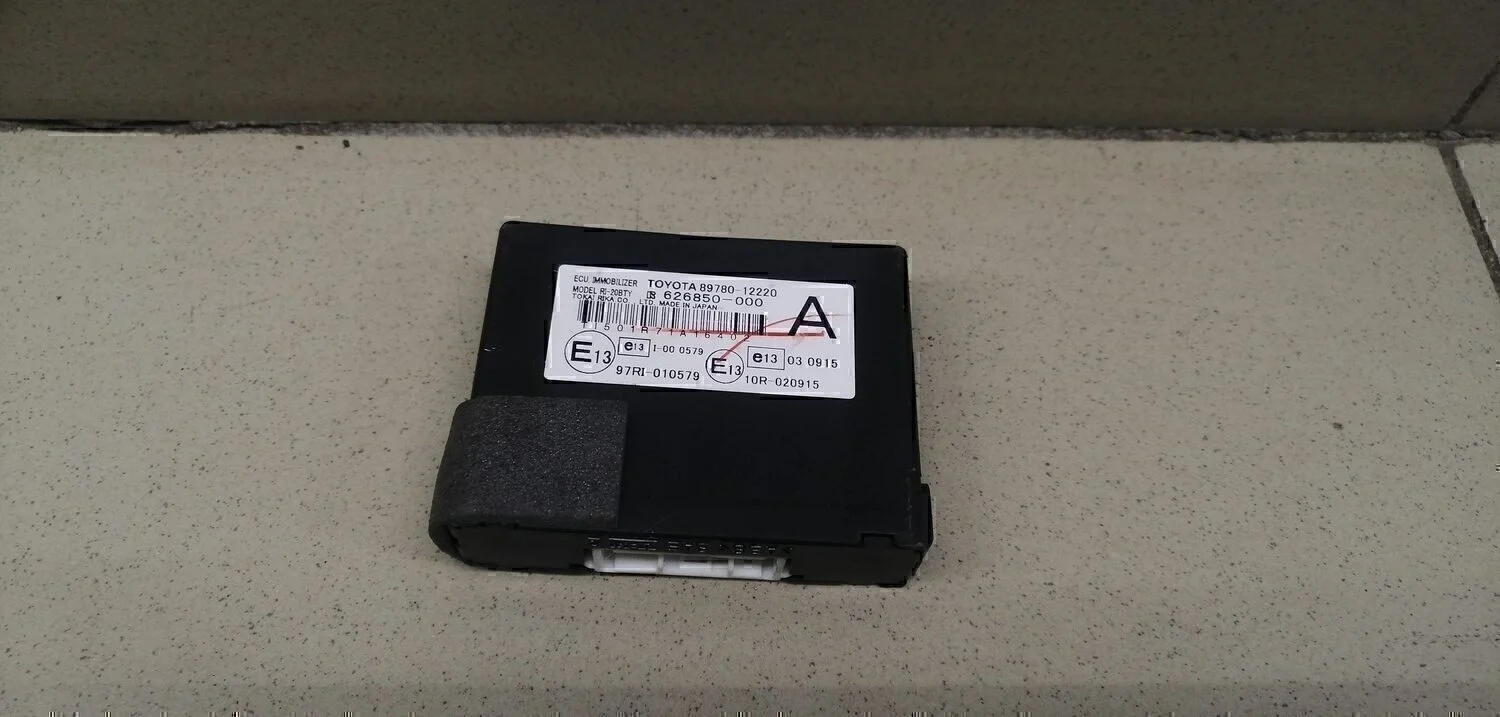 ECU, IMMOBILIZER TOYOTA 89780-12220
MODEL RI-20BTY 626850-000
TOKAI RIKA CO., LTD. MADE IN JAPAN
A
E13 e13 I-00 0579
97RI-010579
E13 e13 03 0915
10R-020915